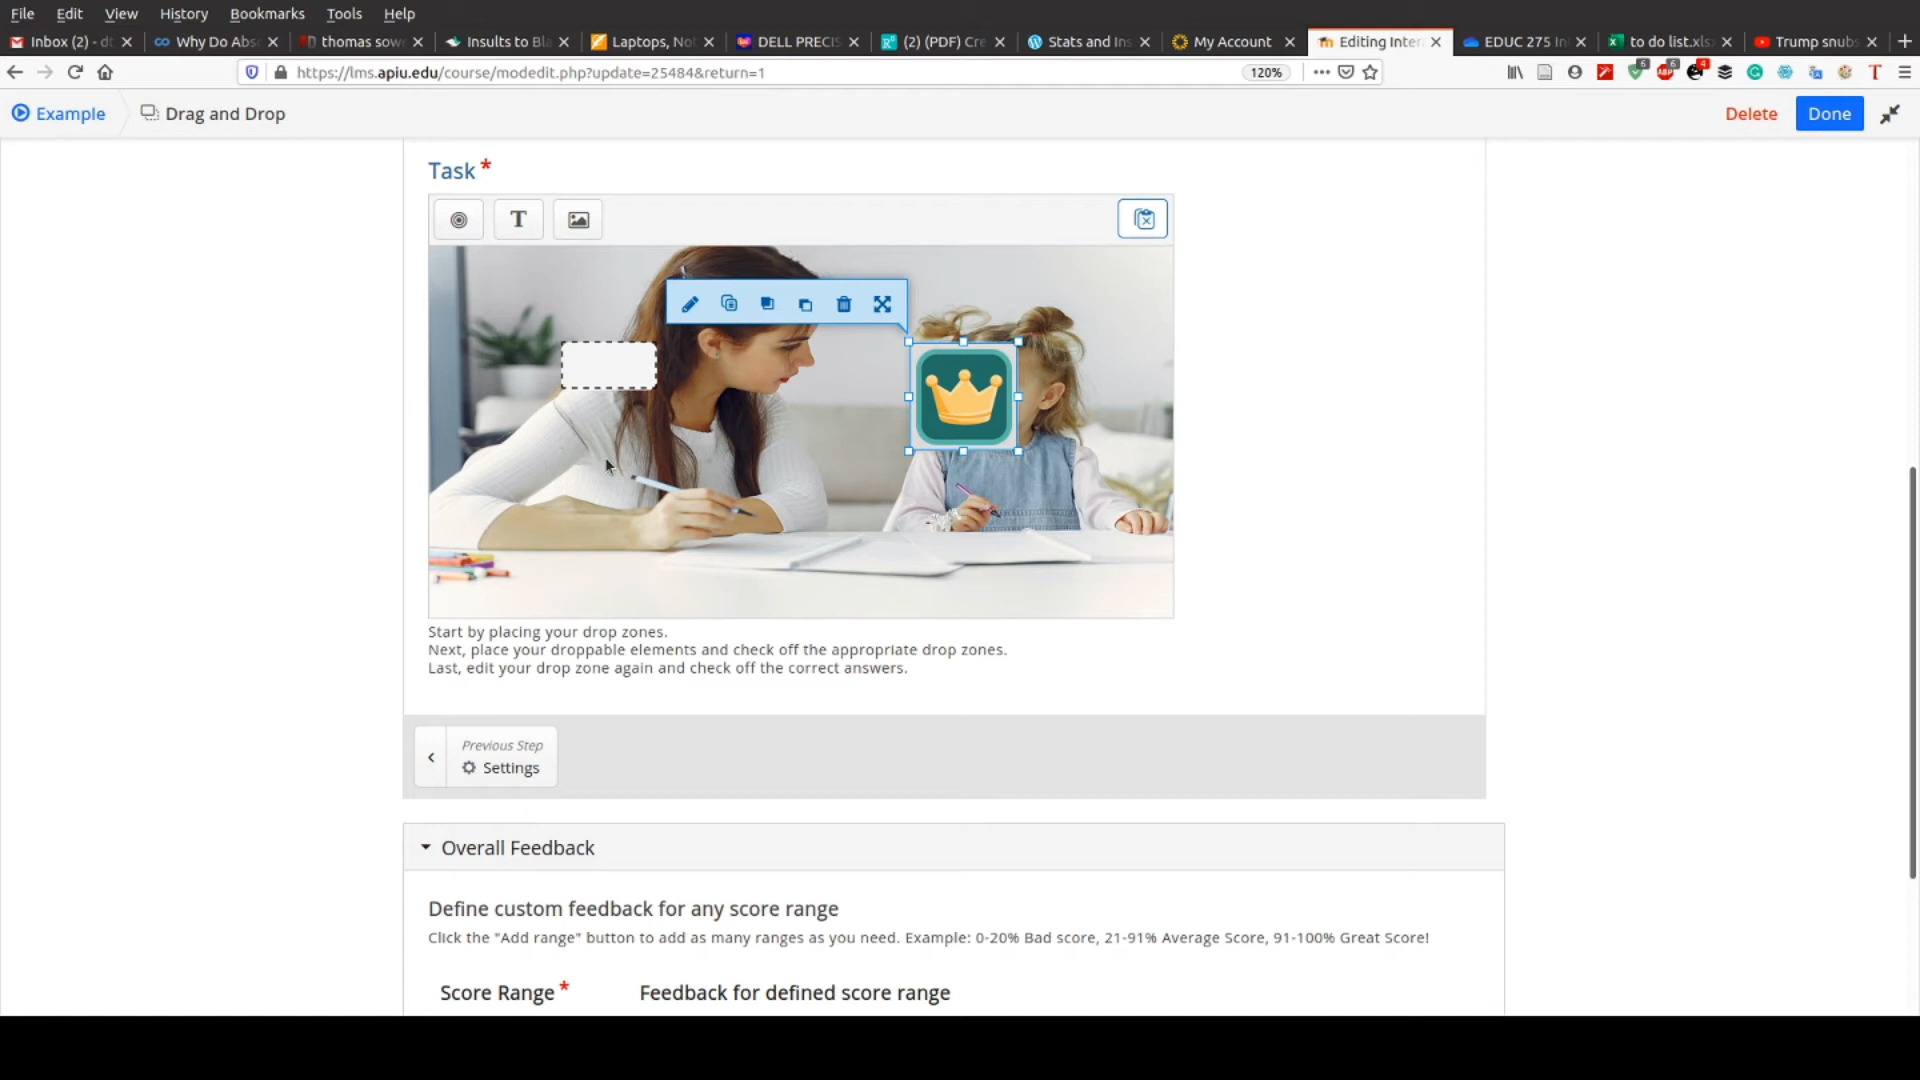 File Edit View History Bookmarks Tools Help
Inbox (2) - dt Why Do Abs thomas sow Insults to Bla Laptops, No DELL PRECIS (2) (PDF) Cre Stats and Ins My Account Editing Inter EDUC 275 In to do list.xls Trump snubs
https://lms.apiu.edu/course/modedit.php?update=25484&return=1 120% 6 ABP 6 4 T
Example Drag and Drop Delete Done
Task *
T
Start by placing your drop zones.
Next, place your droppable elements and check off the appropriate drop zones.
Last, edit your drop zone again and check off the correct answers.
Previous Step
Settings
Overall Feedback
Define custom feedback for any score range
Click the "Add range" button to add as many ranges as you need. Example: 0-20% Bad score, 21-91% Average Score, 91-100% Great Score!
Score Range * Feedback for defined score range